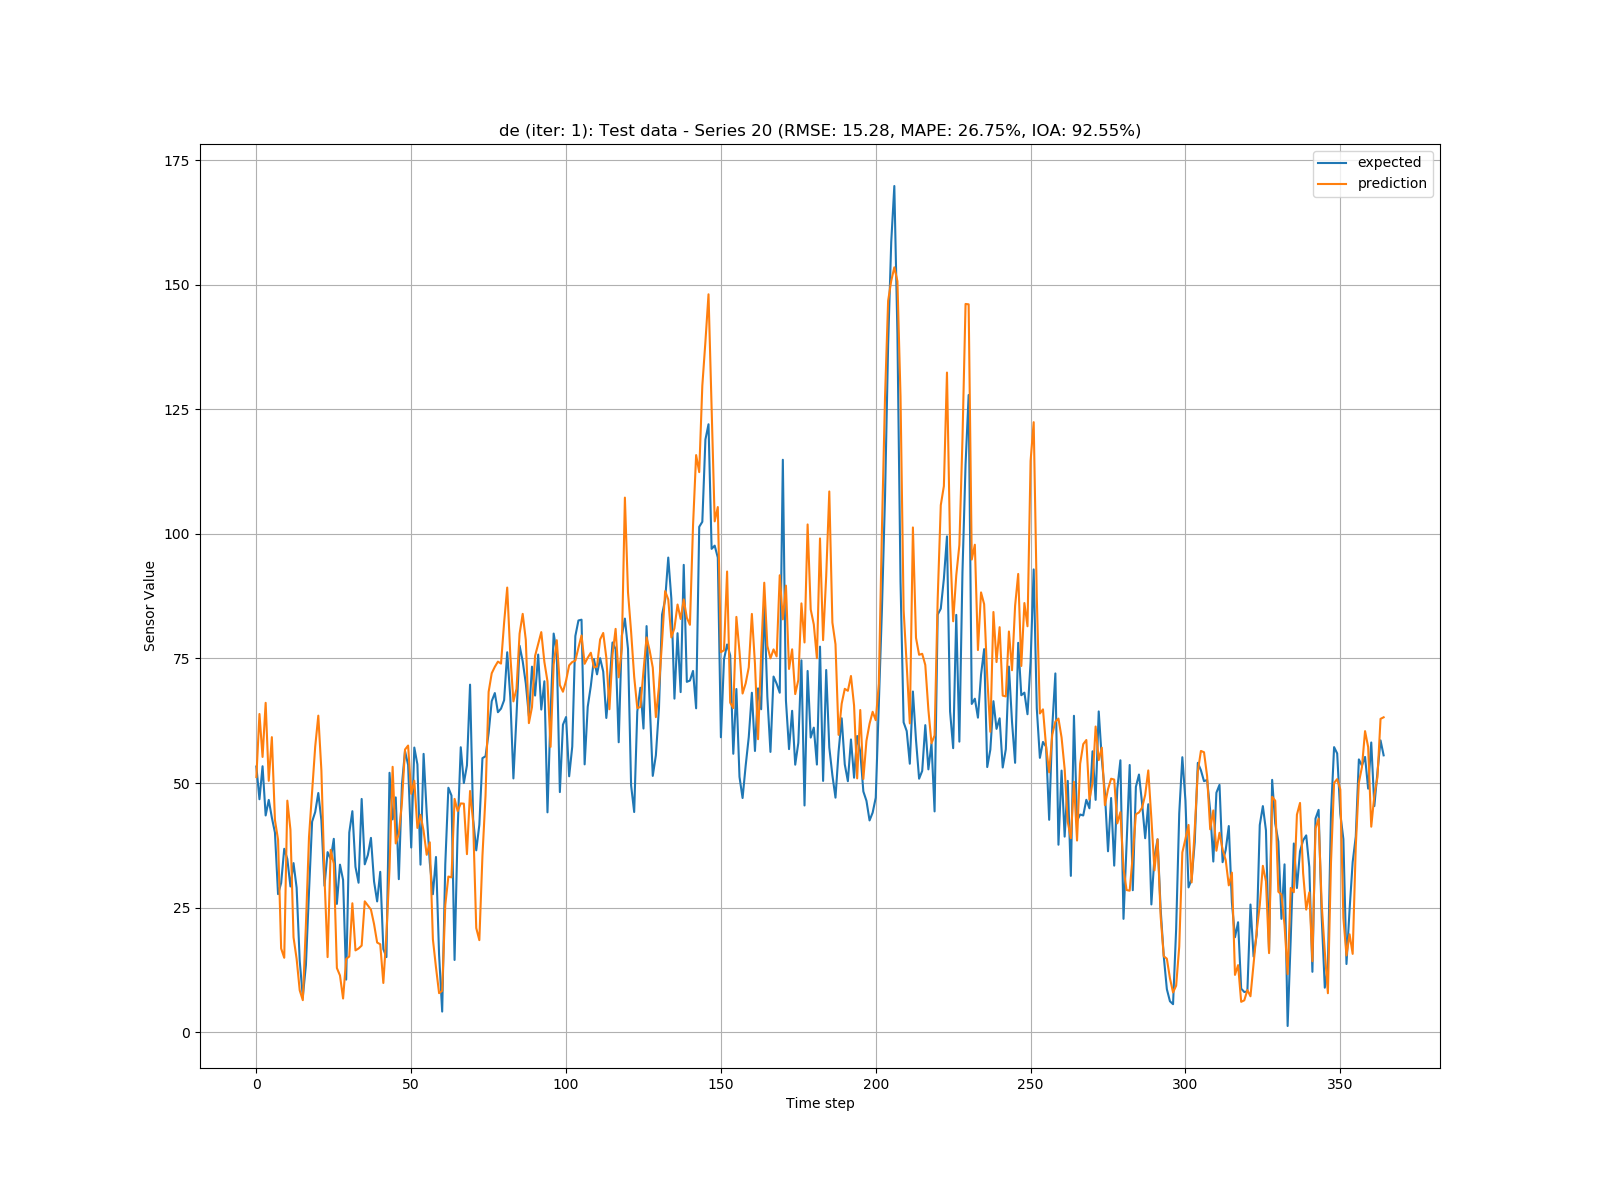 de (iter: 1): Test data - Series 20 (RMSE: 15.28, MAPE: 26.75%, IOA: 92.55%)
expected
prediction
Sensor Value
175
150
125
100
75
50
25
0
0 50 100 150 200 250 300 350
Time step